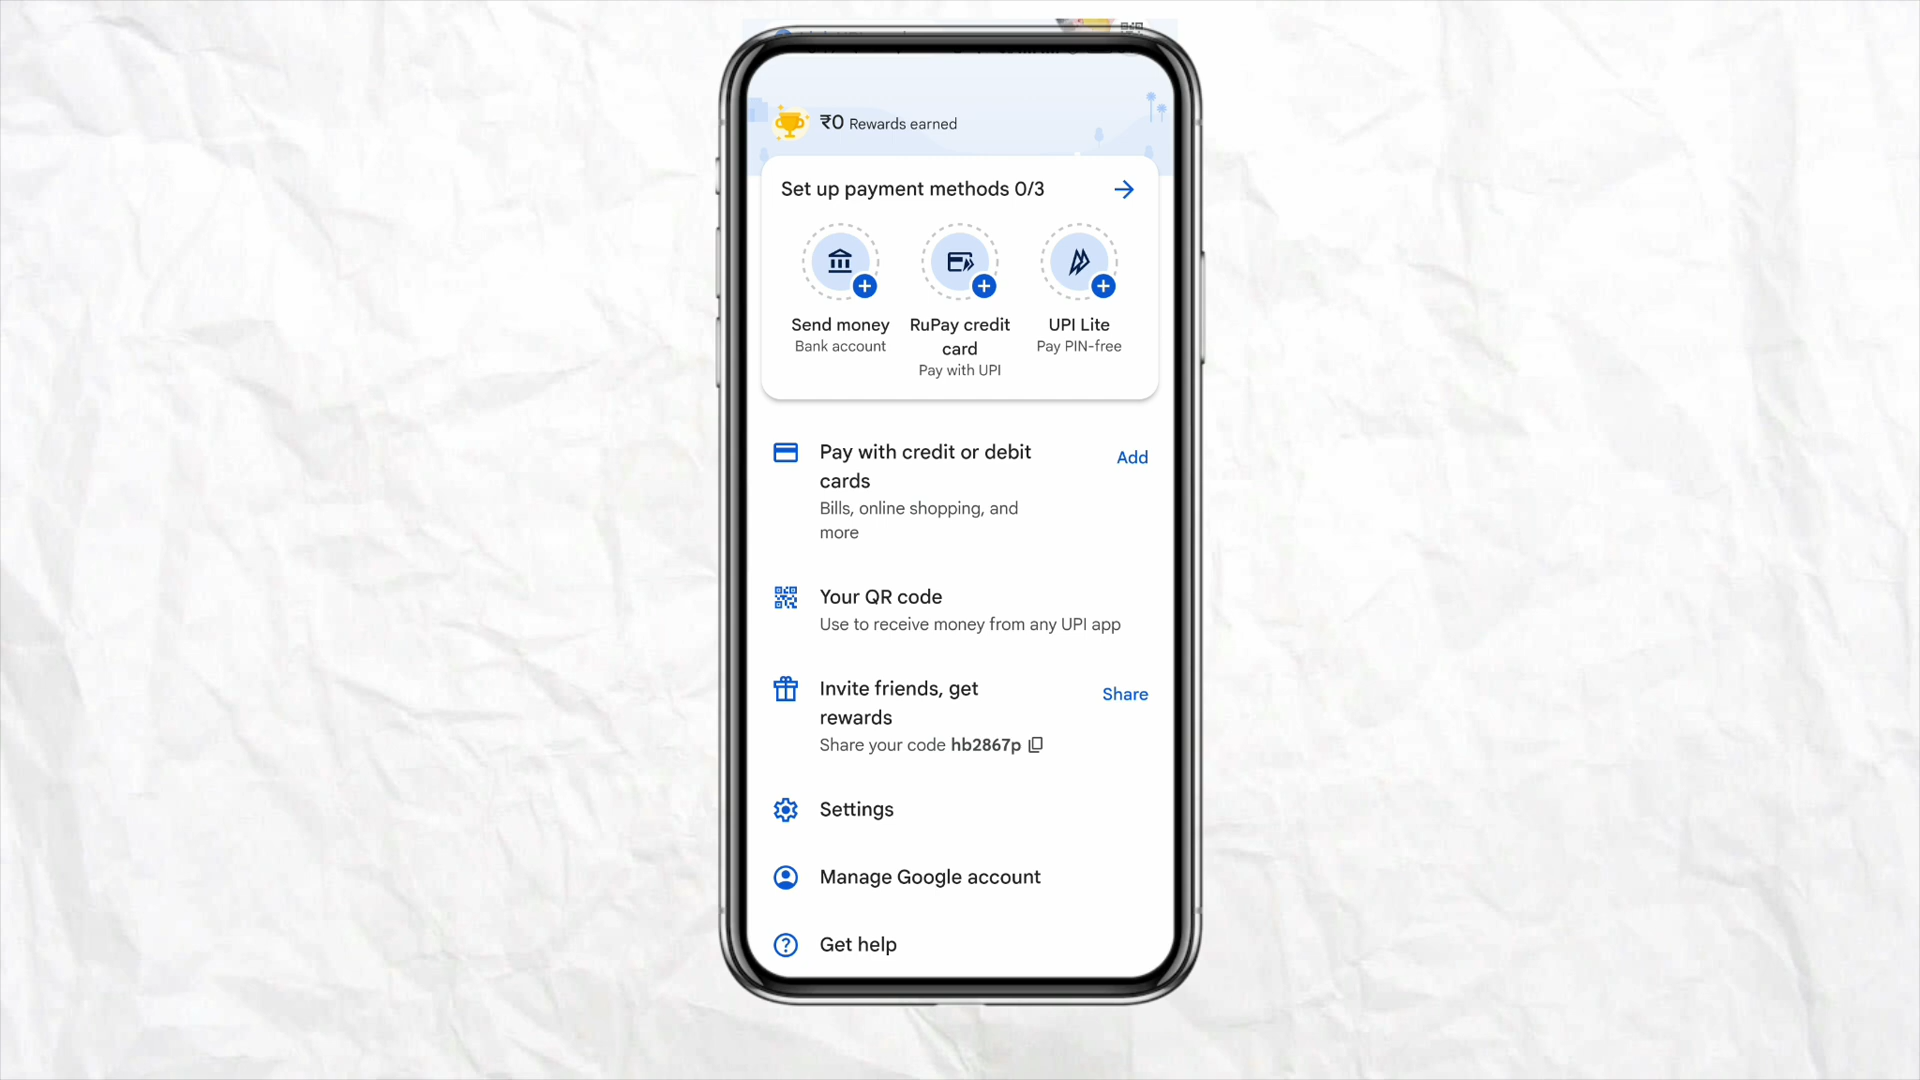 ₹0 Rewards earned
Set up payment methods 0/3
Send money
Bank account
RuPay credit
card
Pay with UPI
UPI Lite
Pay PIN-free
Pay with credit or debit
cards
Add
Bills, online shopping, and
more
Your QR code
Use to receive money from any UPI app
Invite friends, get
rewards
Share
Share your code hb2867p
Settings
Manage Google account
Get help